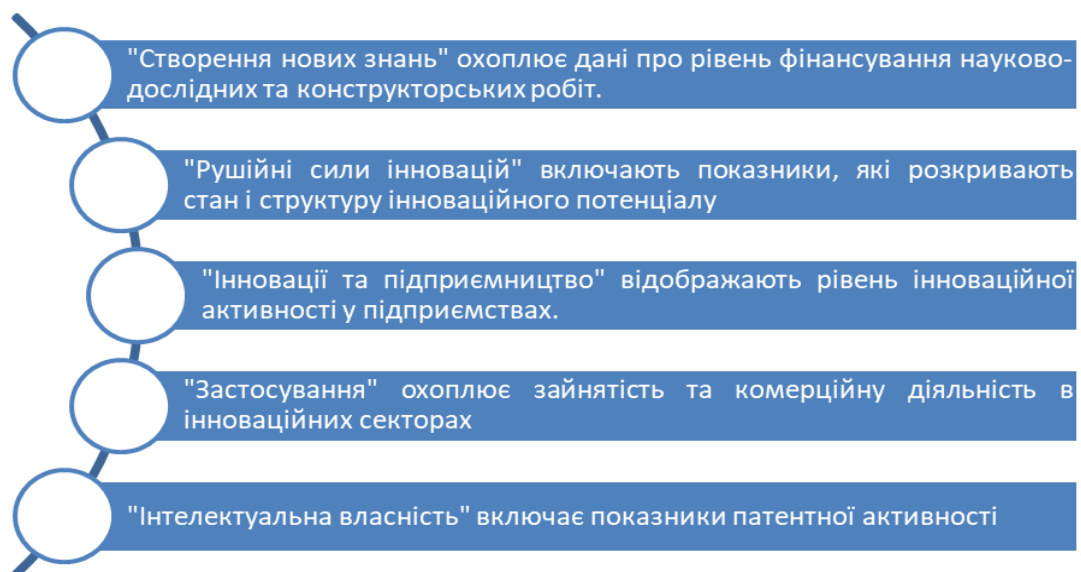 "Створення нових знань" охоплює дані про рівень фінансування науково-
дослідних та конструкторських робіт.
"Рушійні сили інновацій" включають показники, які розкривають
стан і структуру інноваційного потенціалу
"Інновації та підприємництво" відображають рівень інноваційної
активності у підприємствах.
"Застосування" охоплює зайнятість та комерційну діяльність в
інноваційних секторах
"Інтелектуальна власність" включає показники патентної активності